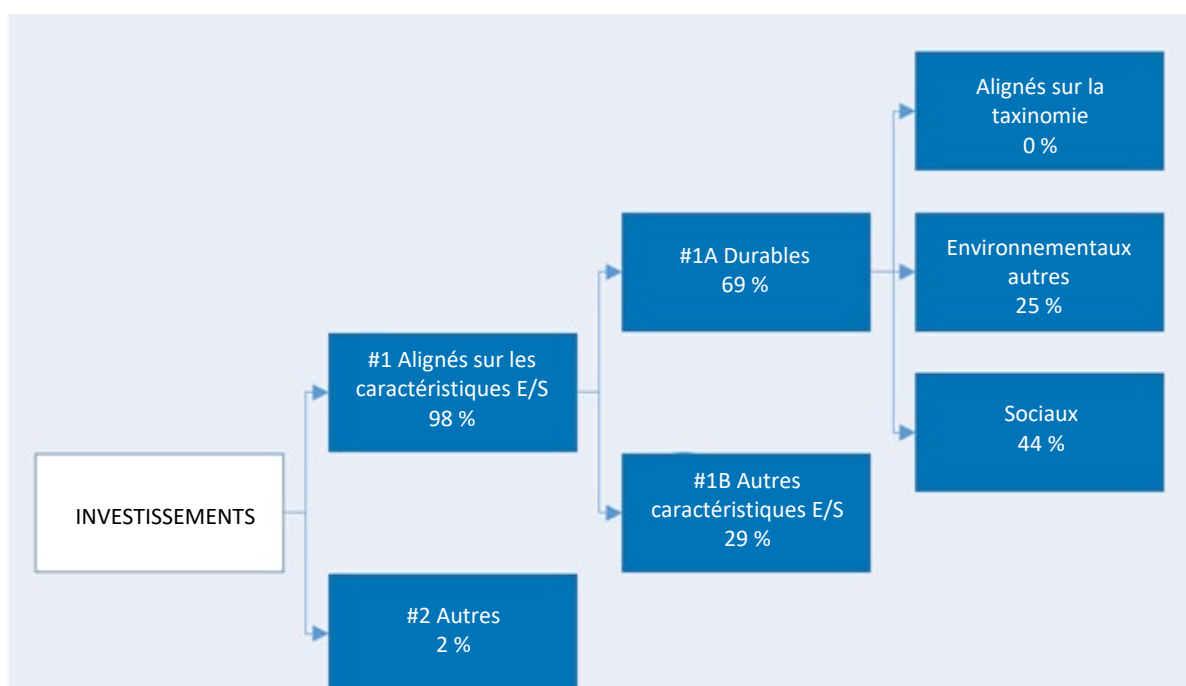 INVESTISSEMENTS
#1 Alignés sur les
caractéristiques E/S
98 %
#2 Autres
2 %
#1A Durables
69 %
#1B Autres
caractéristiques E/S
29 %
Alignés sur la
taxinomie
0 %
Environnementaux
autres
25 %
Sociaux
44 %